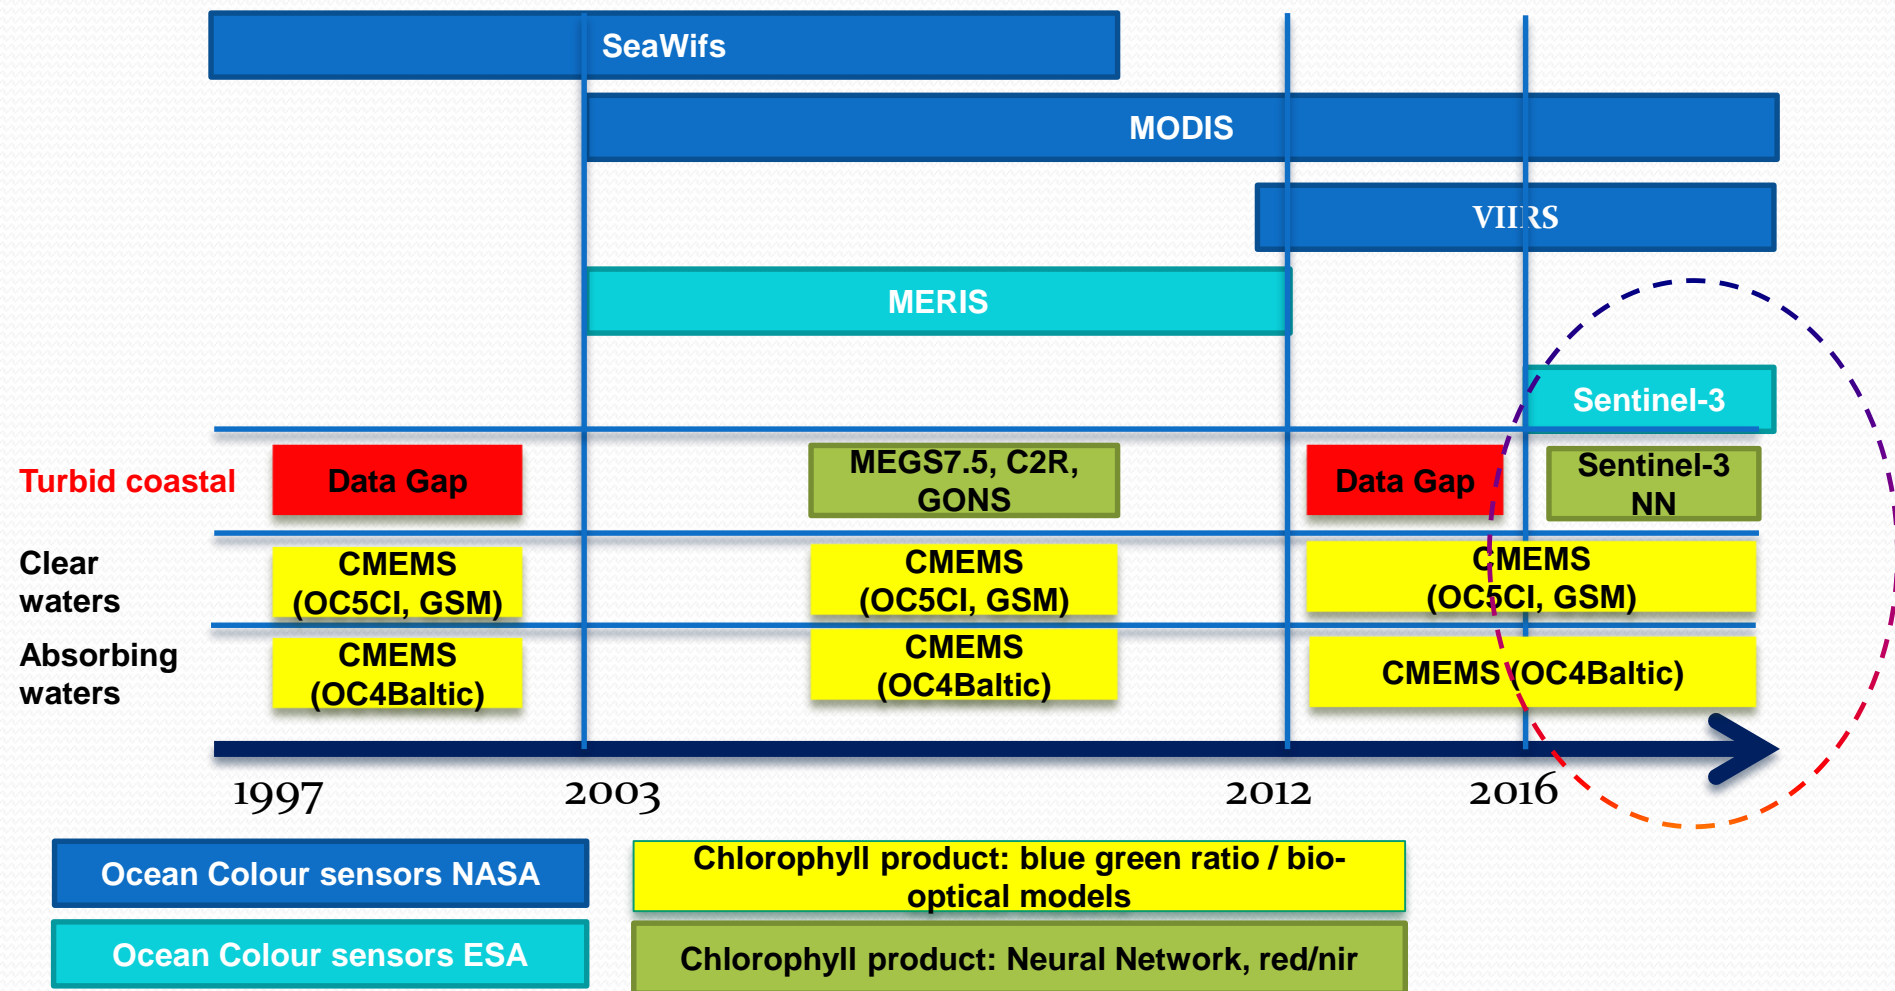 SeaWifs
MODIS
VIIRS
MERIS
Sentinel-3
Turbid coastal
Data Gap
MEGS7.5, C2R,
GONS
Data Gap
Sentinel-3
NN
Clear
waters
CMEMS
(OC5CI, GSM)
CMEMS
(OC5CI, GSM)
CMEMS
(OC5CI, GSM)
Absorbing
waters
CMEMS
(OC4Baltic)
CMEMS
(OC4Baltic)
CMEMS (OC4Baltic)
1997
2003
2012
2016
Ocean Colour sensors NASA
Chlorophyll product: blue green ratio / bio-
optical models
Ocean Colour sensors ESA
Chlorophyll product: Neural Network, red/nir